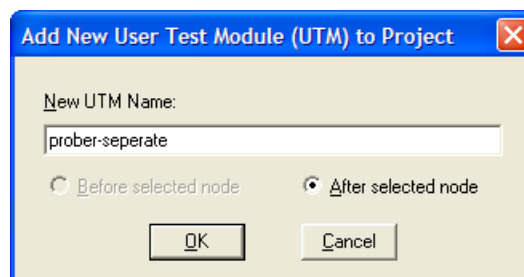 Add New User Test Module (UTM) to Project
New UTM Name:
prober-seperate
Before selected node After selected node
OK Cancel